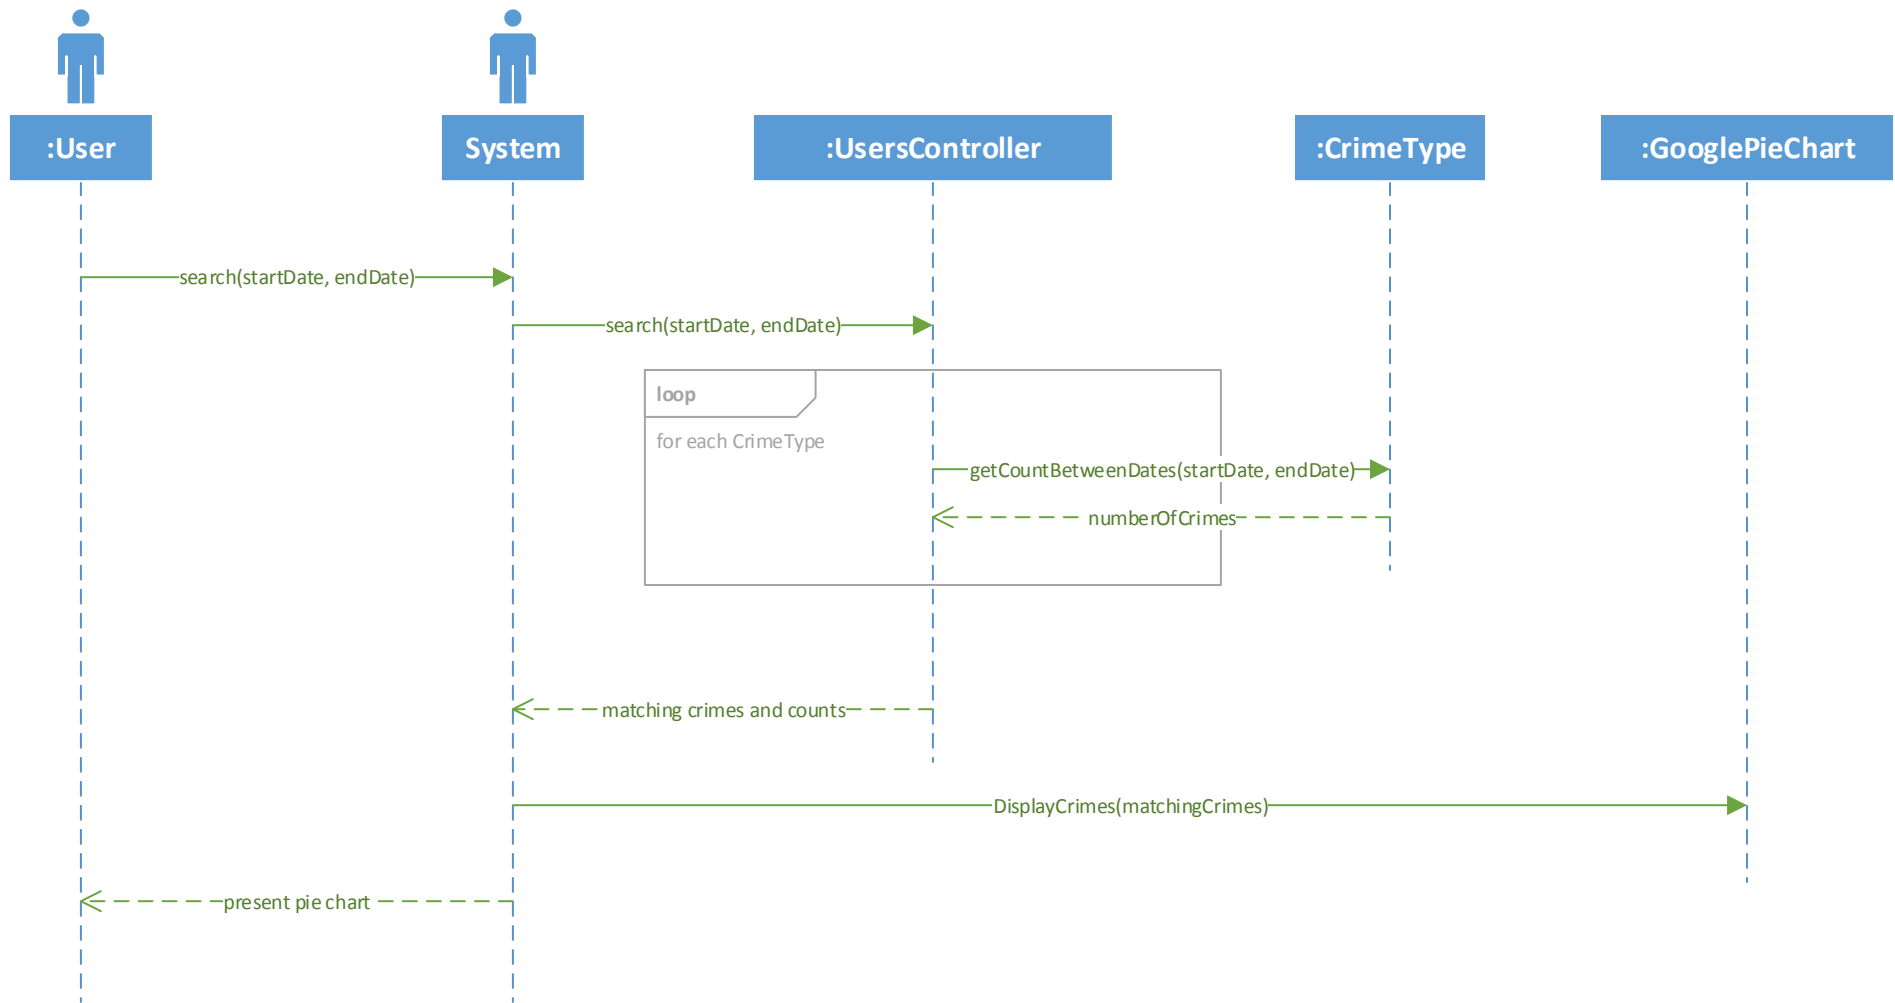 :User
System
:UsersController
:CrimeType
:GooglePieChart
search(startDate, endDate)
search(startDate, endDate)
loop
for each CrimeType
getCountBetweenDates(startDate, endDate)
numberOfCrimes
matching crimes and counts
DisplayCrimes(matchingCrimes)
present pie chart